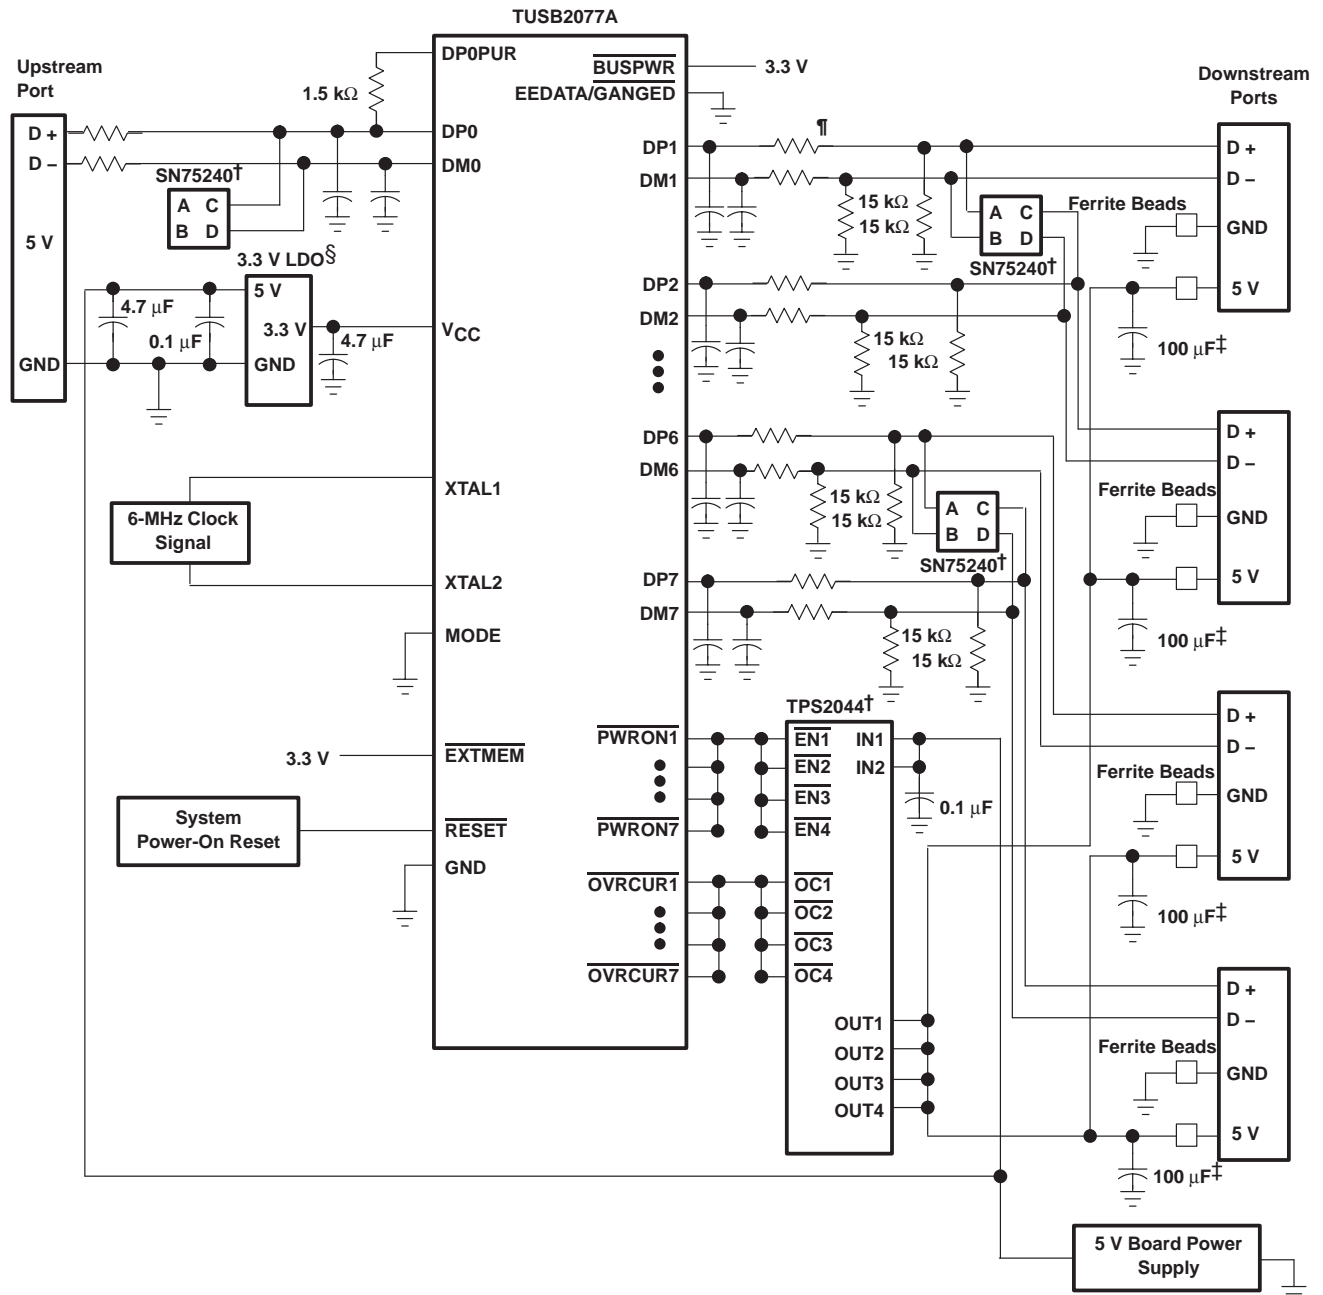 TUSB2077A
Upstream
Port
D +
D –
5 V
GND
1.5 kΩ
SN75240†
A C
B D
3.3 V LDO§
5 V
3.3 V
GND
4.7 µF
0.1 µF
4.7 µF
6-MHz Clock
Signal
3.3 V
System
Power-On Reset
DP0PUR
DP0
DM0
VCC
XTAL1
XTAL2
MODE
EXTMEM
RESET
GND
BUSPWR
3.3 V
EEDATA/GANGED
DP1
DM1
DP2
DM2
DP6
DM6
DP7
DM7
PWRON1
PWRON7
OVRCUR1
OVRCUR7
¶
15 kΩ
15 kΩ
A C
B D
SN75240†
15 kΩ
15 kΩ
15 kΩ
15 kΩ
A C
B D
SN75240†
15 kΩ
15 kΩ
TPS2044†
EN1
EN2
EN3
EN4
OC1
OC2
OC3
OC4
IN1
IN2
0.1 µF
OUT1
OUT2
OUT3
OUT4
Downstream
Ports
D +
D –
Ferrite Beads
GND
5 V
100 µF‡
D +
D –
Ferrite Beads
GND
5 V
100 µF‡
D +
D –
Ferrite Beads
GND
5 V
100 µF‡
D +
D –
Ferrite Beads
GND
5 V
100 µF‡
5 V Board Power
Supply